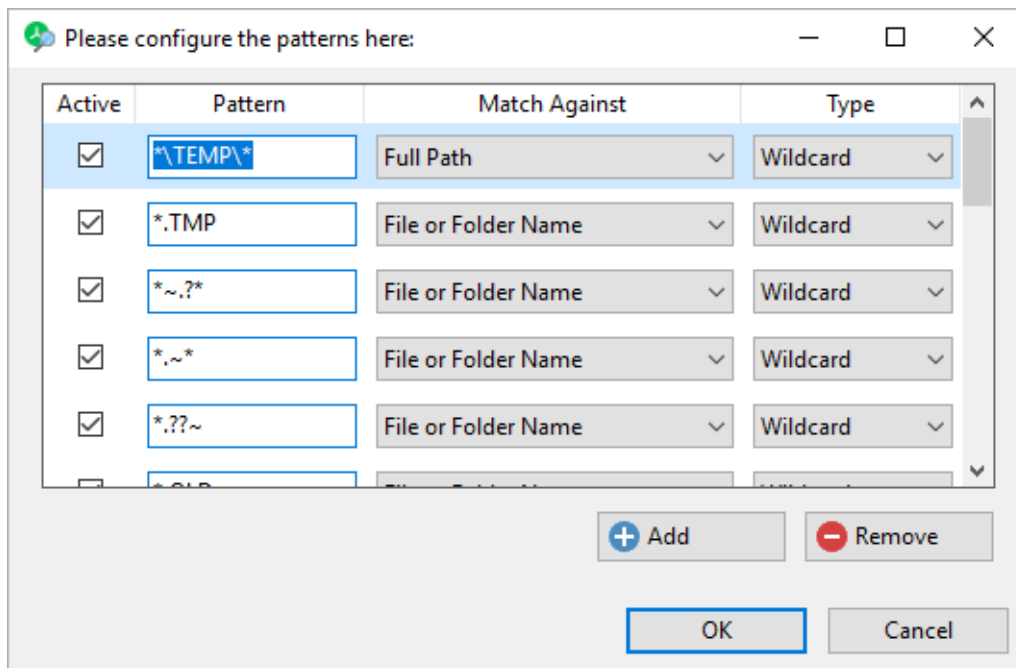 Please configure the patterns here:
Active Pattern Match Against Type
*\TEMP\* Full Path Wildcard
*.TMP File or Folder Name Wildcard
*~.?* File or Folder Name Wildcard
*.~* File or Folder Name Wildcard
*.??~ File or Folder Name Wildcard
Add Remove
OK Cancel